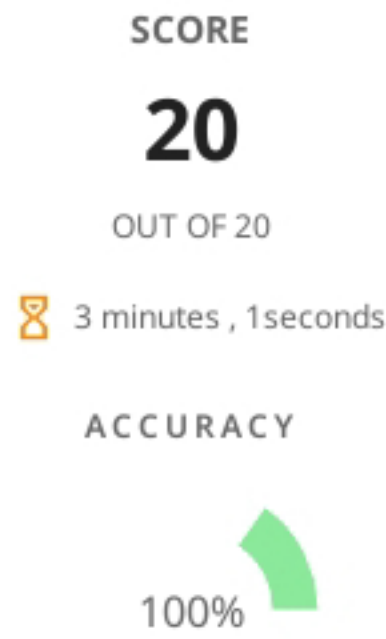 SCORE
20
OUT OF 20
3 minutes , 1seconds
ACCURACY
100%